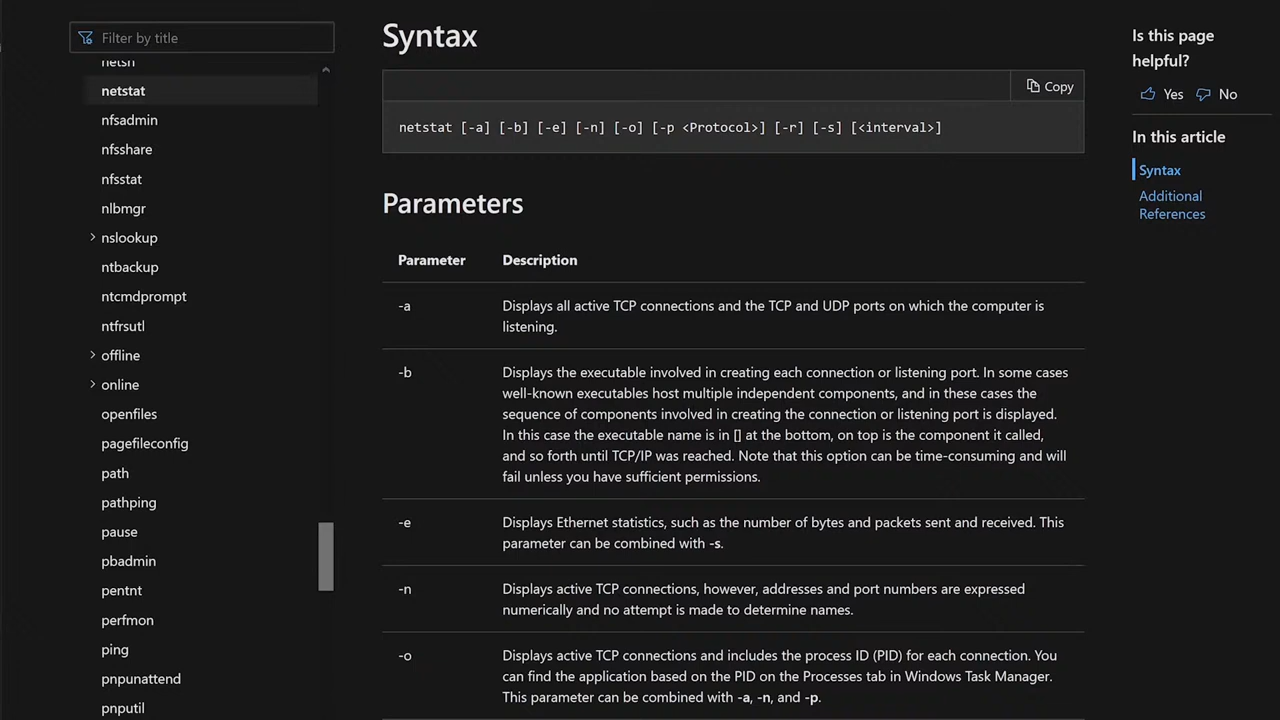 Filter by title
netsh
netstat
nfsadmin
nfsshare
nfsstat
nlbmgr
nslookup
ntbackup
ntcmdprompt
ntfrsutl
offline
online
openfiles
pagefileconfig
path
pathping
pause
pbadmin
pentnt
perfmon
ping
pnpunattend
pnputil
Syntax
Copy
netstat [-a] [-b] [-e] [-n] [-o] [-p <Protocol>] [-r] [-s] [<interval>]
Parameters
Parameter Description
-a Displays all active TCP connections and the TCP and UDP ports on which the computer is
listening.
-b Displays the executable involved in creating each connection or listening port. In some cases
well-known executables host multiple independent components, and in these cases the
sequence of components involved in creating the connection or listening port is displayed.
In this case the executable name is in [] at the bottom, on top is the component it called,
and so forth until TCP/IP was reached. Note that this option can be time-consuming and will
fail unless you have sufficient permissions.
-e Displays Ethernet statistics, such as the number of bytes and packets sent and received. This
parameter can be combined with -s.
-n Displays active TCP connections, however, addresses and port numbers are expressed
numerically and no attempt is made to determine names.
-o Displays active TCP connections and includes the process ID (PID) for each connection. You
can find the application based on the PID on the Processes tab in Windows Task Manager.
This parameter can be combined with -a, -n, and -p.
Is this page
helpful?
Yes No
In this article
Syntax
Additional
References